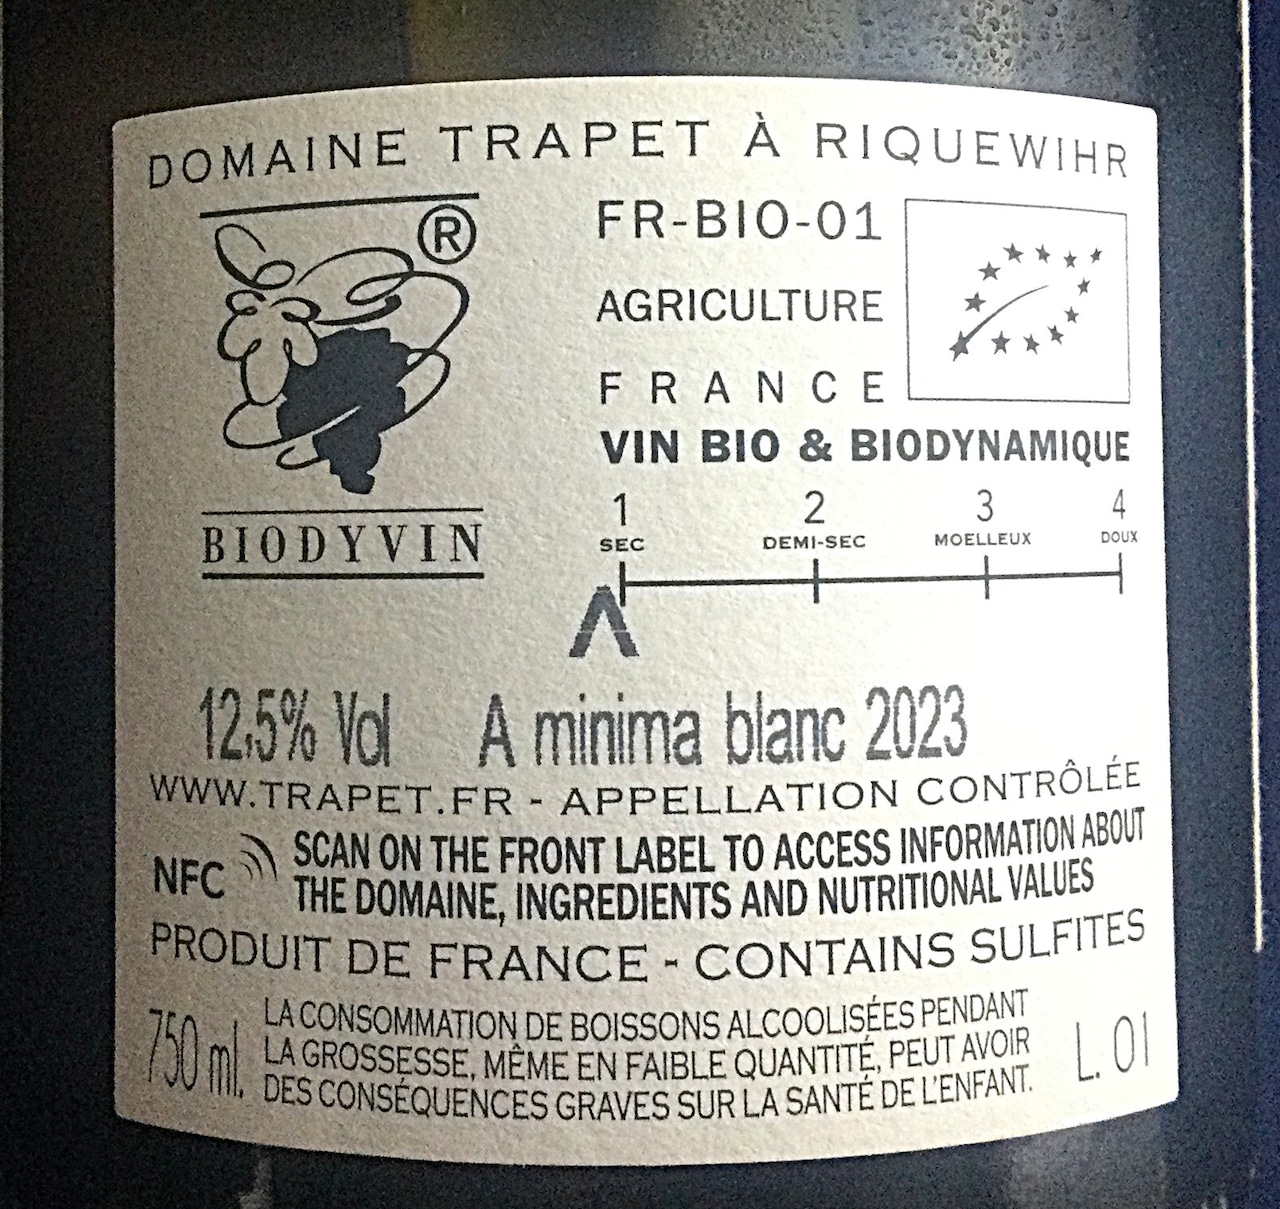 DOMAINE TRAPET À RIQUEWIHR
®
BIODYVIN
FR-BIO-01
AGRICULTURE
FRANCE
VIN BIO & BIODYNAMIQUE
1 2 3 4
SEC DEMI-SEC MOELLEUX DOUX
12,5% Vol A minima blanc 2023
WWW.TRAPET.FR - APPELLATION CONTRÔLÉE
NFC
SCAN ON THE FRONT LABEL TO ACCESS INFORMATION ABOUT
THE DOMAINE, INGREDIENTS AND NUTRITIONAL VALUES
PRODUIT DE FRANCE - CONTAINS SULFITES
750 ml.
LA CONSOMMATION DE BOISSONS ALCOOLISÉES PENDANT
LA GROSSESSE, MÊME EN FAIBLE QUANTITÉ, PEUT AVOIR
DES CONSÉQUENCES GRAVES SUR LA SANTÉ DE L'ENFANT.
L. 01